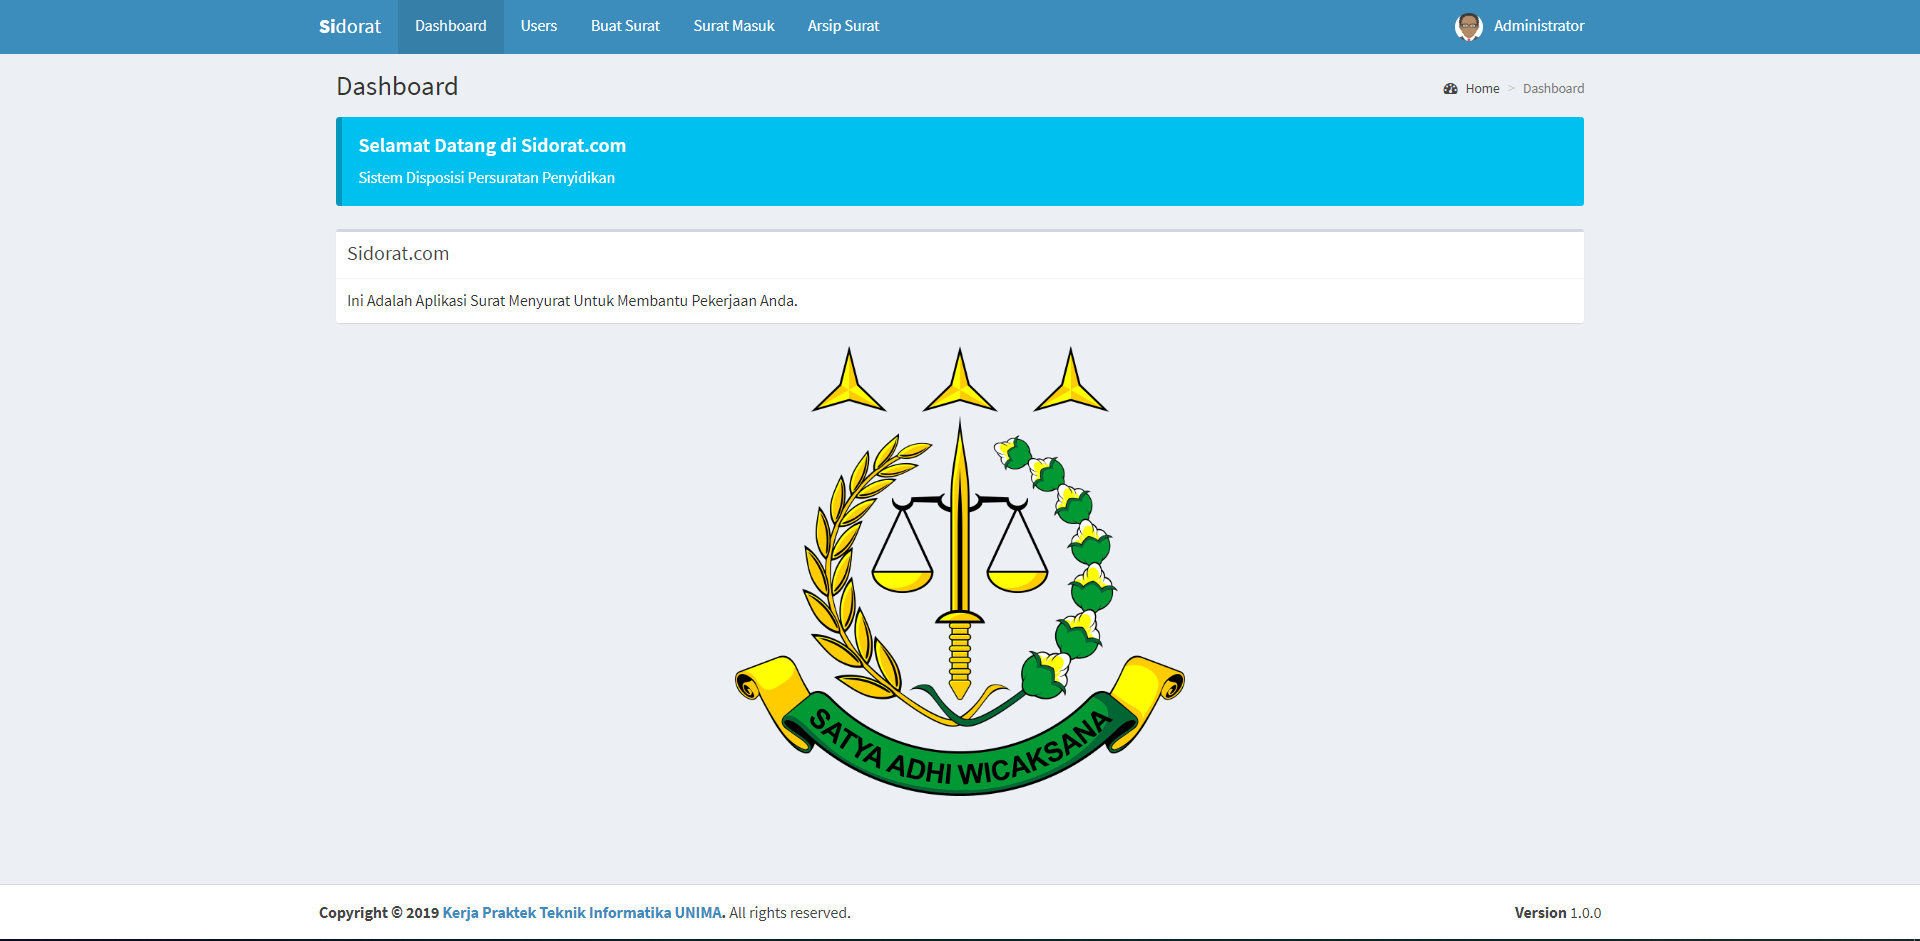 Sidorat Dashboard Users Buat Surat Surat Masuk Arsip Surat Administrator
Dashboard Home > Dashboard
Selamat Datang di Sidorat.com
Sistem Disposisi Persuratan Penyidikan
Sidorat.com
Ini Adalah Aplikasi Surat Menyurat Untuk Membantu Pekerjaan Anda.
SATYA ADHI WICAKSANA
Copyright © 2019 Kerja Praktek Teknik Informatika UNIMA. All rights reserved. Version 1.0.0